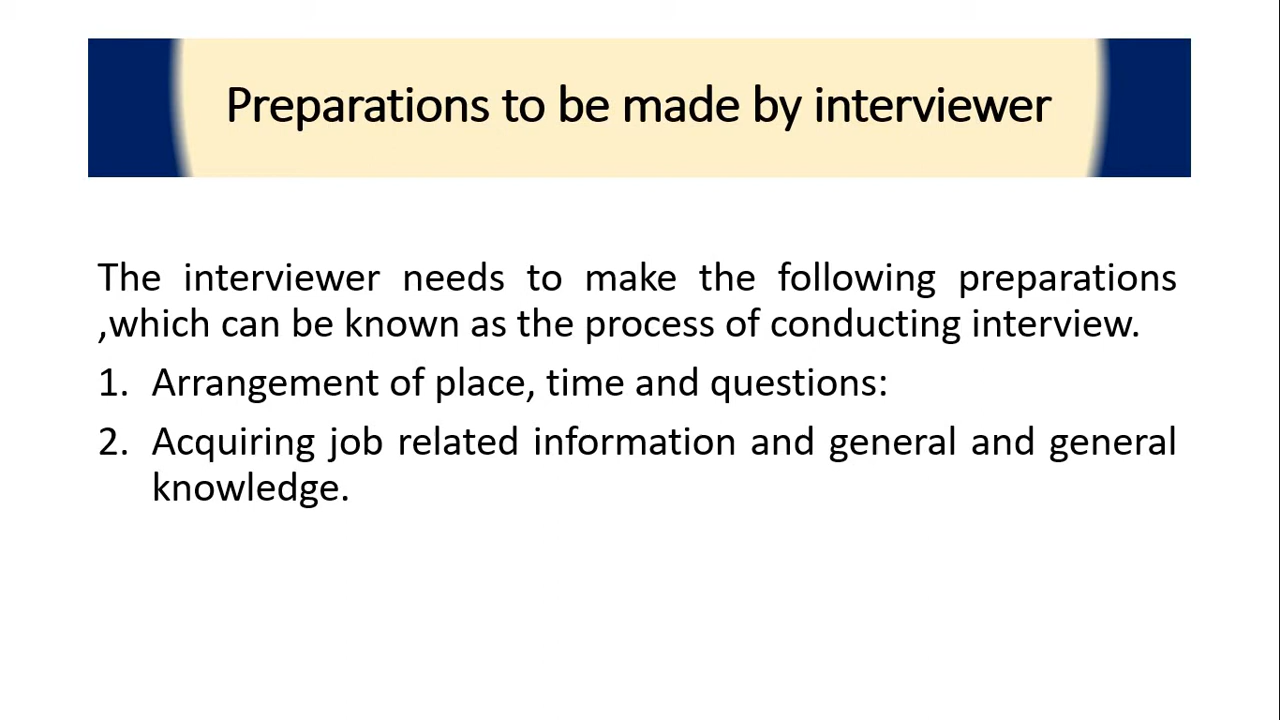 Preparations to be made by interviewer
The interviewer needs to make the following preparations
,which can be known as the process of conducting interview.
1. Arrangement of place, time and questions:
2. Acquiring job related information and general and general
knowledge.